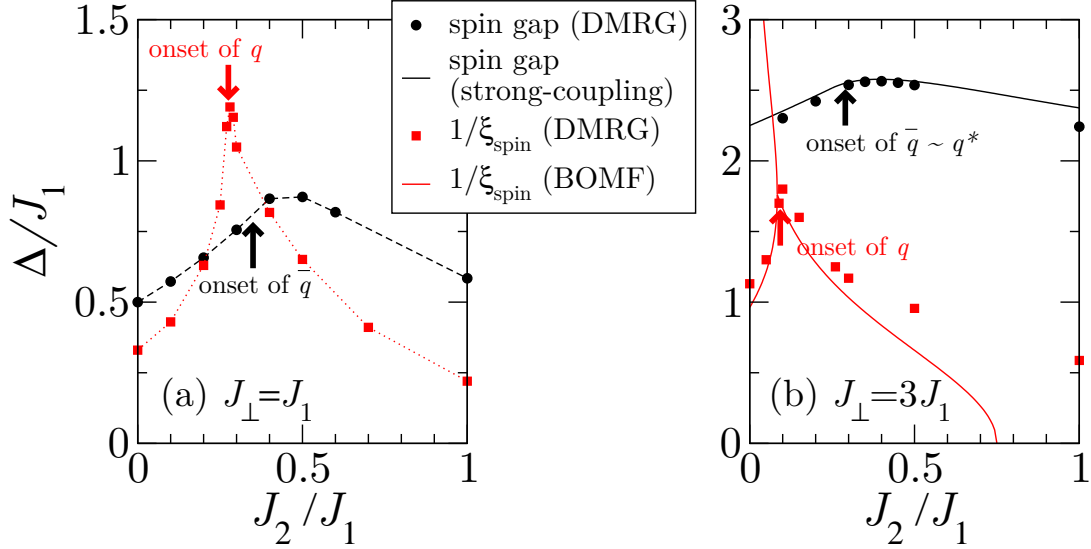 Δ/J₁
1.5
1
0.5
0
onset of q
onset of q̄
(a) J⊥=J₁
0 0.5 1
J₂/J₁
spin gap (DMRG)
spin gap
(strong-coupling)
1/ξspin (DMRG)
1/ξspin (BOMF)
3
2
1
0
onset of q̄ ~ q*
onset of q
(b) J⊥=3J₁
0 0.5 1
J₂/J₁